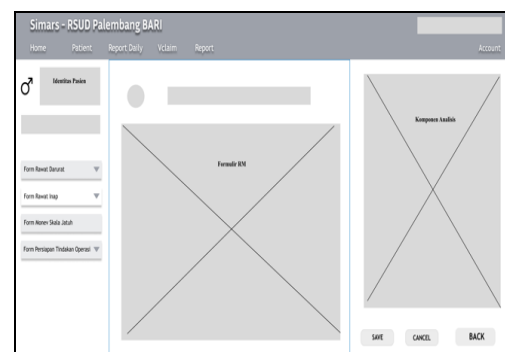 Simars - RSUD Palembang BARI
Home Patient Report Daily Vclaim Report Account
Identitas Pasien
Form Rawat Darurat
Form Rawat Inap
Form Monev Skala Jatuh
Form Persiapan Tindakan Operasi
Formulir RM
Komponen Analisis
SAVE CANCEL BACK